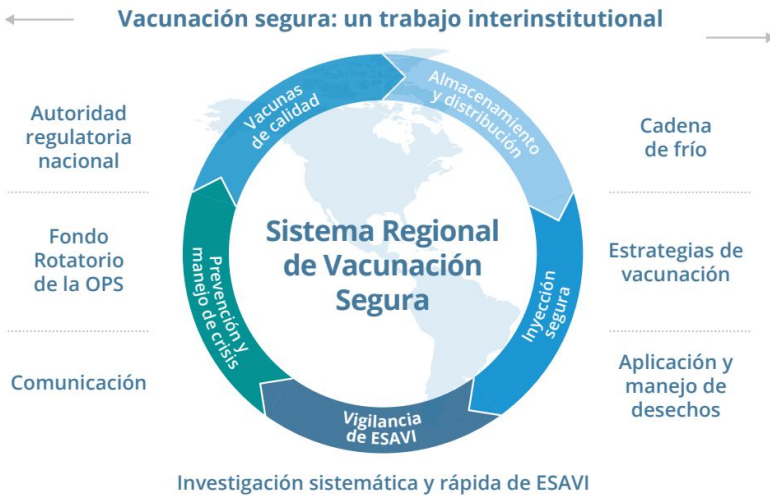 Vacunación segura: un trabajo interinstitucional
Autoridad
regulatoria
nacional
Fondo
Rotatorio
de la OPS
Comunicación
Vacunas
de calidad
Almacenamiento
y distribución
Inyección
segura
Vigilancia
de ESAVI
Prevención y
manejo de crisis
Sistema Regional
de Vacunación
Segura
Cadena
de frío
Estrategias de
vacunación
Aplicación y
manejo de
desechos
Investigación sistemática y rápida de ESAVI